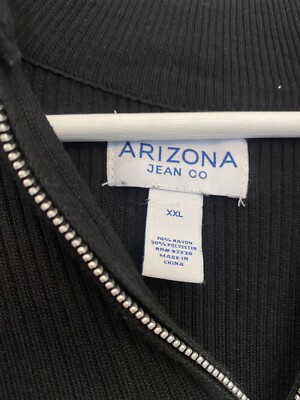 ARIZONA
JEAN CO
XXL
70% RAYON
30% POLYESTER
RN# 97230
MADE IN
CHINA